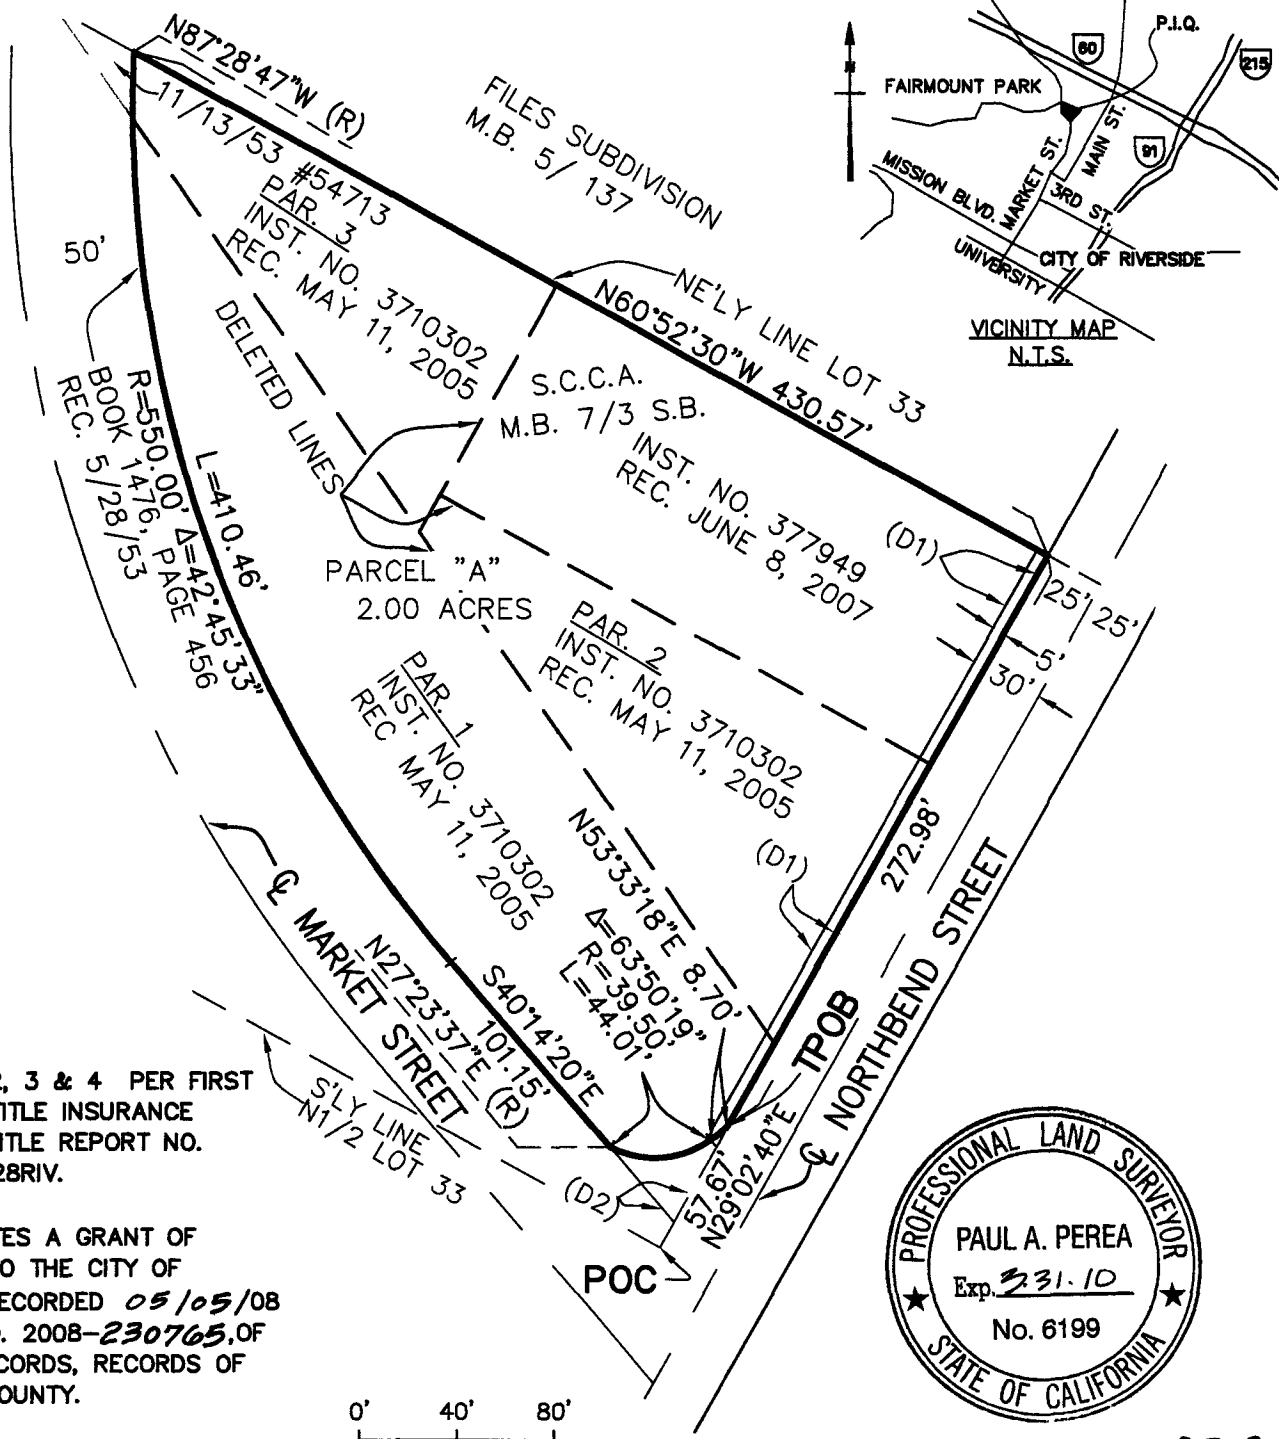 N87°28'47"W (R)
11/13/53 #54713
PAR. 3
INST. NO. 3710302
REC. MAY 11, 2005
FILES SUBDIVISION
M.B. 5/ 137
60
P.I.Q.
215
FAIRMOUNT PARK
N
91
MISSION BLVD.
MARKET ST.
MAIN ST.
3RD ST.
UNIVERSITY
CITY OF RIVERSIDE
VICINITY MAP
N.T.S.
50'
DELETED LINES
NE'LY LINE LOT 33
N60°52'30"W 430.57'
S.C.C.A.
M.B. 7/3 S.B.
INST. NO. 377949
REC. JUNE 8, 2007
(D1)
25'
25'
5'
30'
L=410.46'
R=550.00' Δ=42°45'33"
BOOK 1476, PAGE 456
REC. 5/28/53
PARCEL "A"
2.00 ACRES
PAR. 2
INST. NO. 3710302
REC. MAY 11, 2005
PAR. 1
INST. NO. 3710302
REC MAY 11, 2005
N53°33'18"E 8.70'
Δ=63°50'19"
R=39.50'
L=44.01'
(D1)
272.98'
℄ NORTHBEND STREET
℄ MARKET STREET
N27°23'37"E (R)
S40°14'20"E
101.15'
TPOB
S'LY LINE
N1/2 LOT 33
(D2)
57.67'
N29°02'40"E
POC
2, 3 & 4 PER FIRST
TITLE INSURANCE
TITLE REPORT NO.
28RIV.
TES A GRANT OF
O THE CITY OF
ECORDED 05/05/08
. 2008-230765, OF
CORDS, RECORDS OF
OUNTY.
0' 40' 80'
PROFESSIONAL LAND SURVEYOR
PAUL A. PEREA
Exp. 3.31.10
No. 6199
STATE OF CALIFORNIA